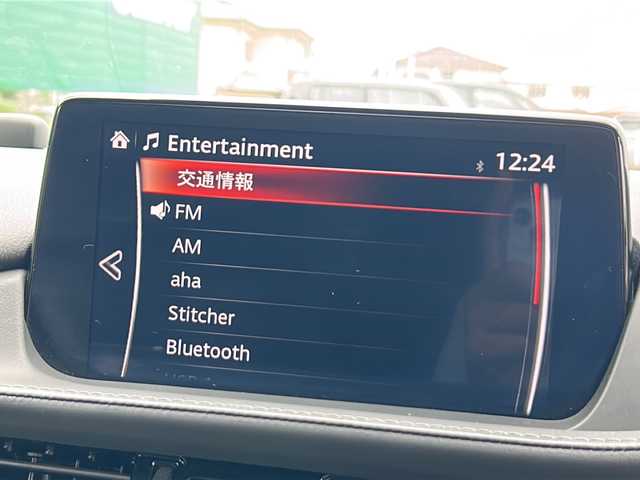 Entertainment
12:24
交通情報
FM
AM
aha
Stitcher
Bluetooth